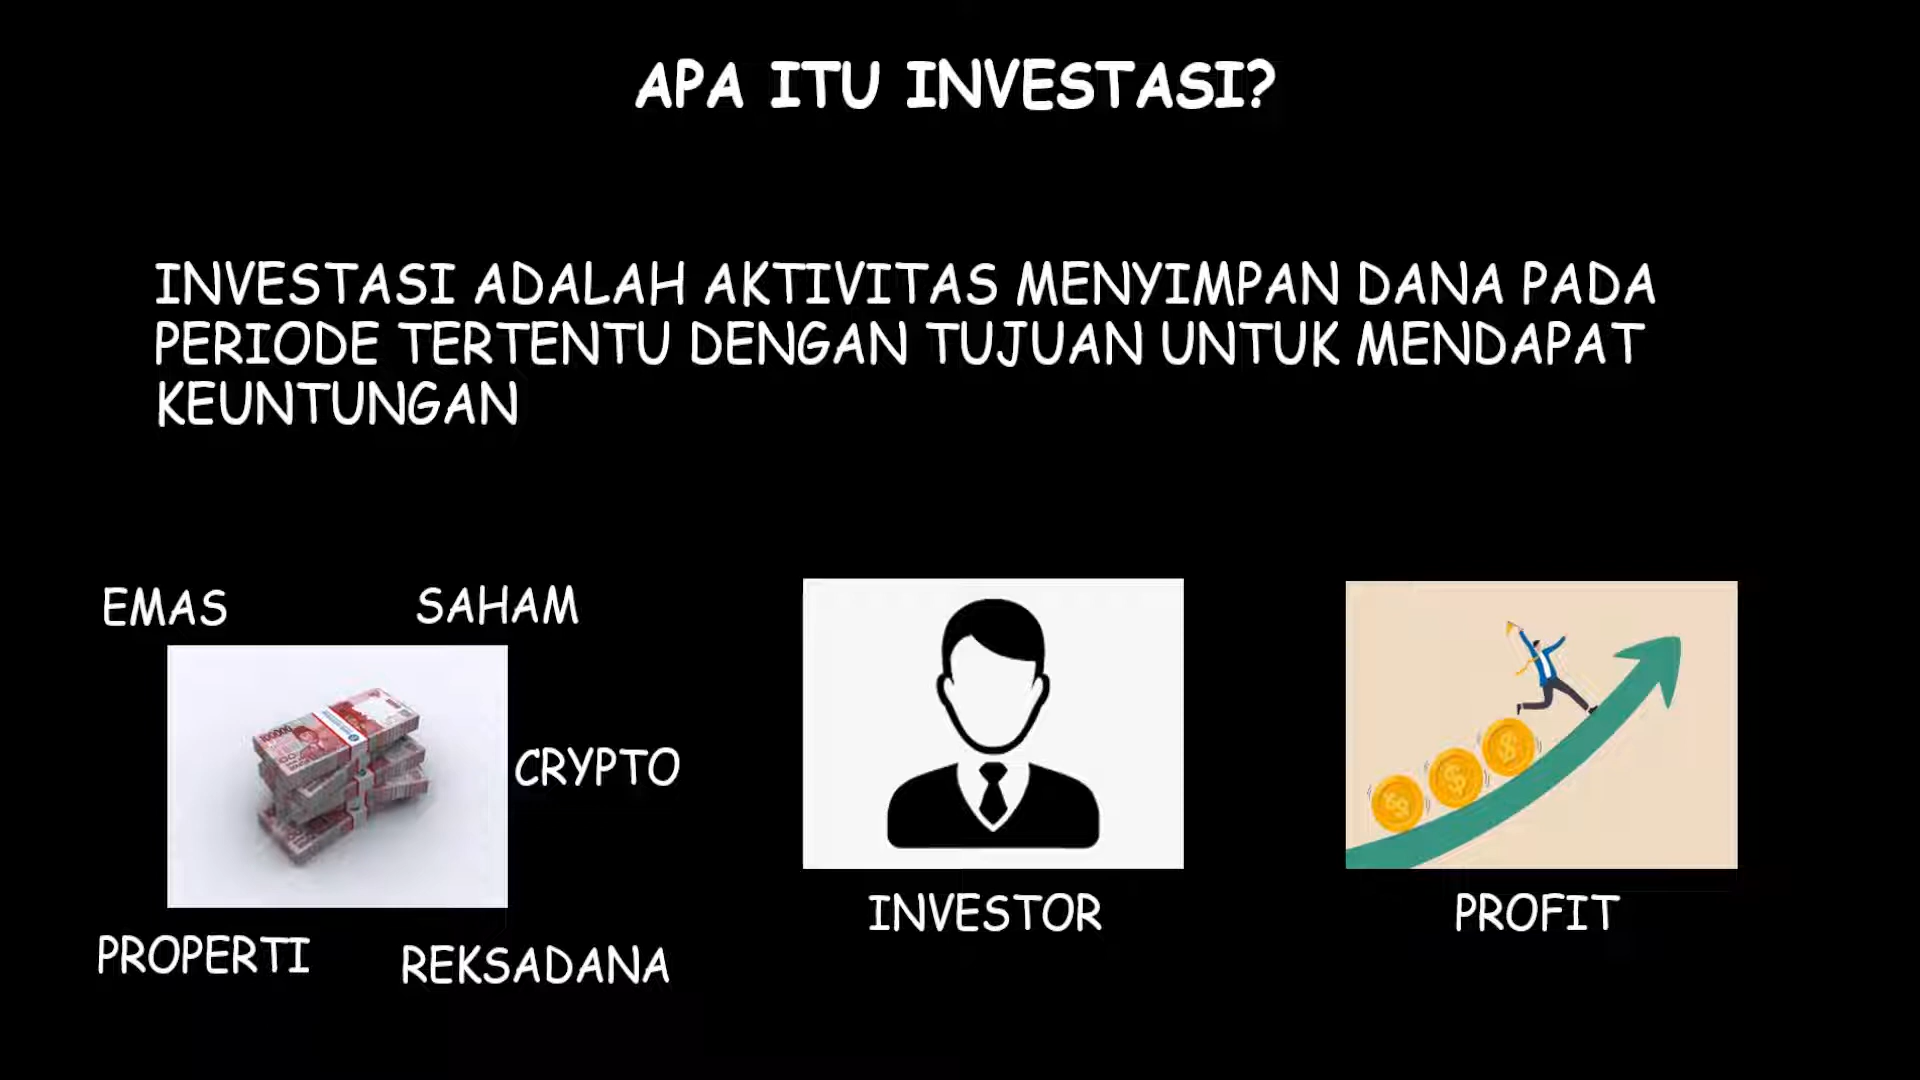 APA ITU INVESTASI?
INVESTASI ADALAH AKTIVITAS MENYIMPAN DANA PADA
PERIODE TERTENTU DENGAN TUJUAN UNTUK MENDAPAT
KEUNTUNGAN
EMAS
SAHAM
CRYPTO
PROPERTI
REKSADANA
INVESTOR
PROFIT